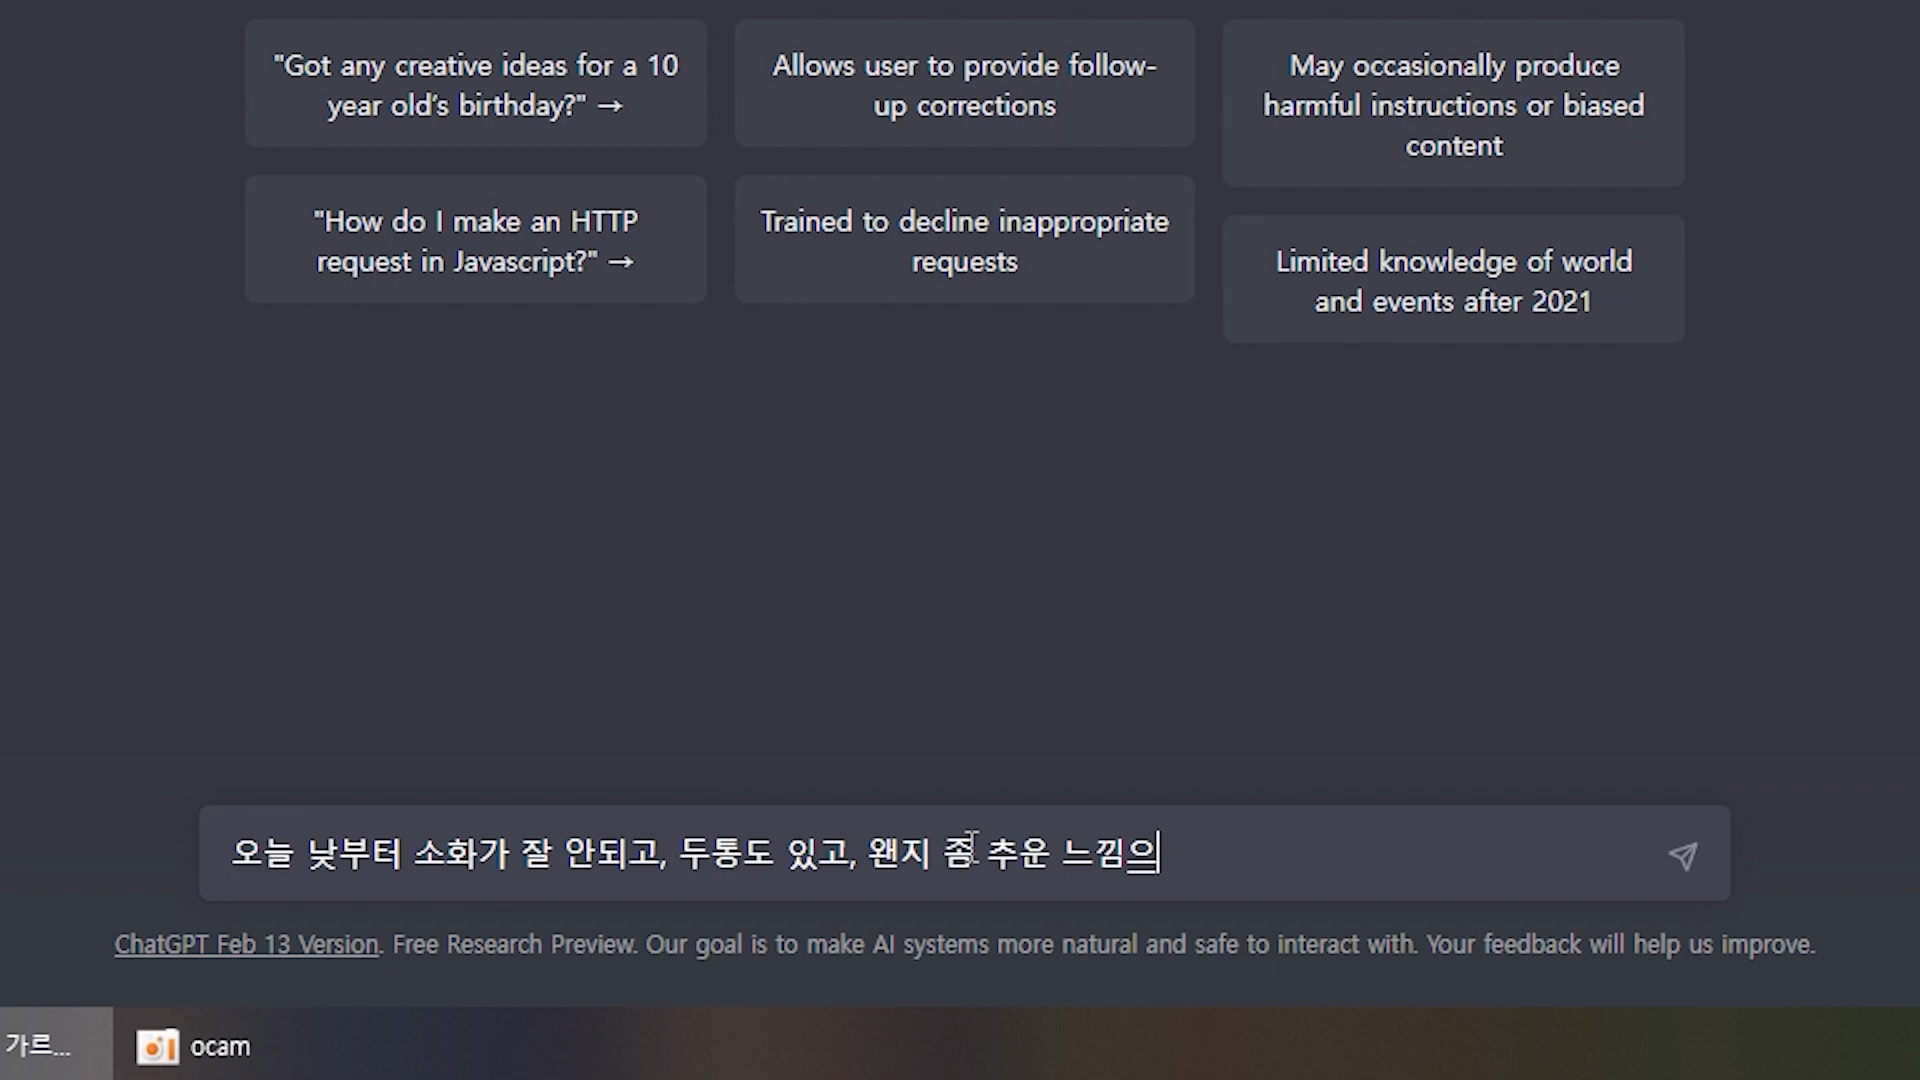 "Got any creative ideas for a 10
year old's birthday?" →
"How do I make an HTTP
request in Javascript?" →
Allows user to provide follow-
up corrections
Trained to decline inappropriate
requests
May occasionally produce
harmful instructions or biased
content
Limited knowledge of world
and events after 2021
오늘 낮부터 소화가 잘 안되고, 두통도 있고, 왠지 좀 추운 느낌으
ChatGPT Feb 13 Version. Free Research Preview. Our goal is to make AI systems more natural and safe to interact with. Your feedback will help us improve.
가르...
ocam